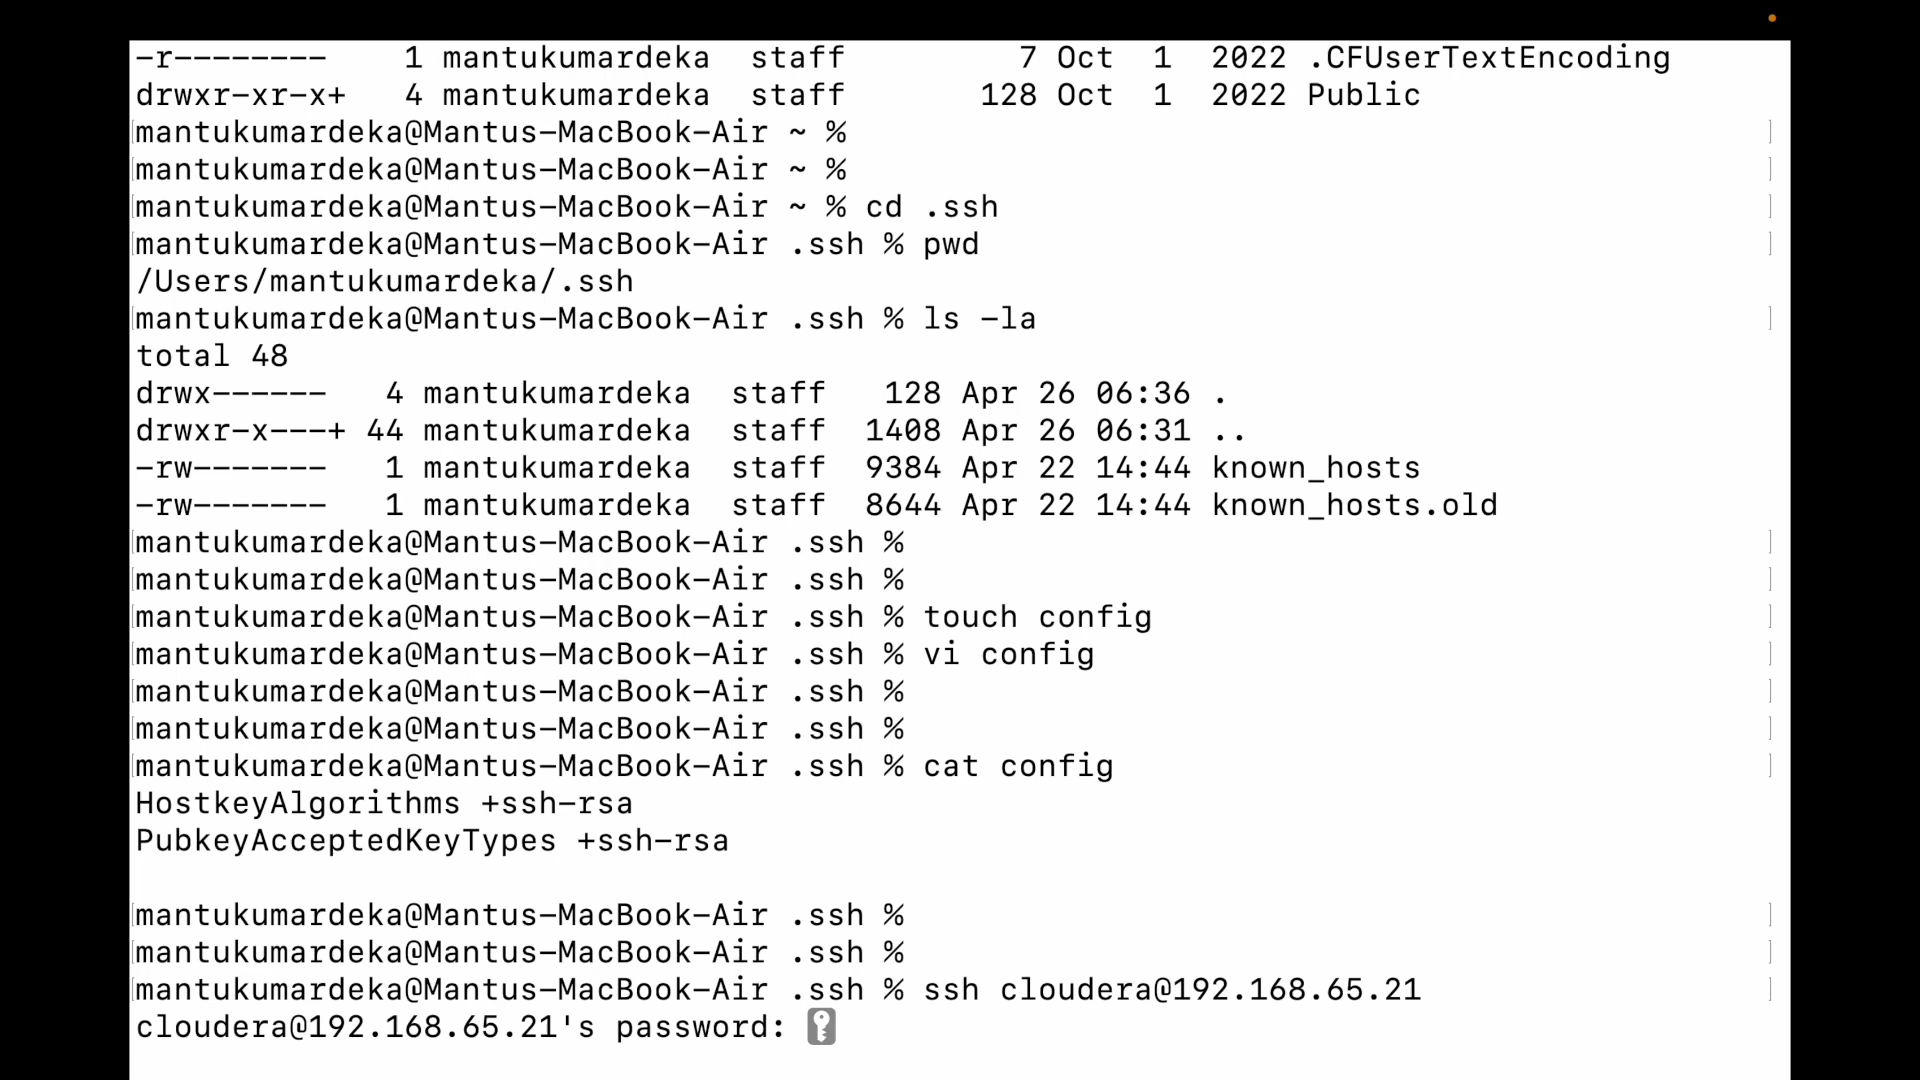 -r--------    1 mantukumardeka  staff         7 Oct  1  2022 .CFUserTextEncoding
drwxr-xr-x+   4 mantukumardeka  staff       128 Oct  1  2022 Public
mantukumardeka@Mantus-MacBook-Air ~ %
mantukumardeka@Mantus-MacBook-Air ~ %
mantukumardeka@Mantus-MacBook-Air ~ % cd .ssh
mantukumardeka@Mantus-MacBook-Air .ssh % pwd
/Users/mantukumardeka/.ssh
mantukumardeka@Mantus-MacBook-Air .ssh % ls -la
total 48
drwx------   4 mantukumardeka  staff   128 Apr 26 06:36 .
drwxr-x---+ 44 mantukumardeka  staff  1408 Apr 26 06:31 ..
-rw-------   1 mantukumardeka  staff  9384 Apr 22 14:44 known_hosts
-rw-------   1 mantukumardeka  staff  8644 Apr 22 14:44 known_hosts.old
mantukumardeka@Mantus-MacBook-Air .ssh %
mantukumardeka@Mantus-MacBook-Air .ssh %
mantukumardeka@Mantus-MacBook-Air .ssh % touch config
mantukumardeka@Mantus-MacBook-Air .ssh % vi config
mantukumardeka@Mantus-MacBook-Air .ssh %
mantukumardeka@Mantus-MacBook-Air .ssh %
mantukumardeka@Mantus-MacBook-Air .ssh % cat config
HostkeyAlgorithms +ssh-rsa
PubkeyAcceptedKeyTypes +ssh-rsa
mantukumardeka@Mantus-MacBook-Air .ssh %
mantukumardeka@Mantus-MacBook-Air .ssh %
mantukumardeka@Mantus-MacBook-Air .ssh % ssh cloudera@192.168.65.21
cloudera@192.168.65.21's password: